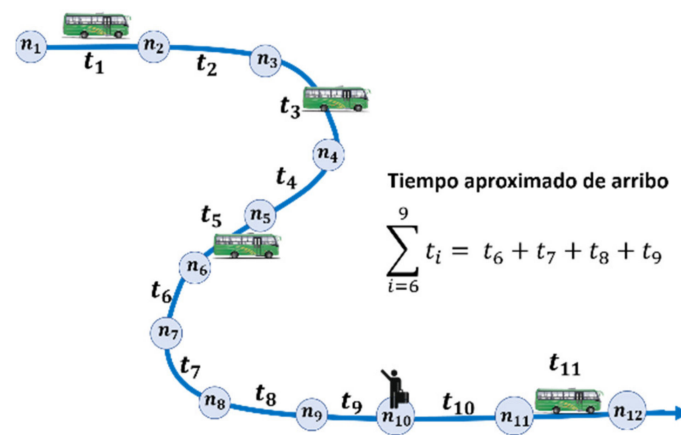 n1 t1 n2 t2 n3
t3
n4
t4
Tiempo aproximado de arribo
t5 n5
n6
9
∑ ti = t6 + t7 + t8 + t9
i=6
t6
n7
t7
n8 t8 n9 t9 n10 t10 n11 t11 n12